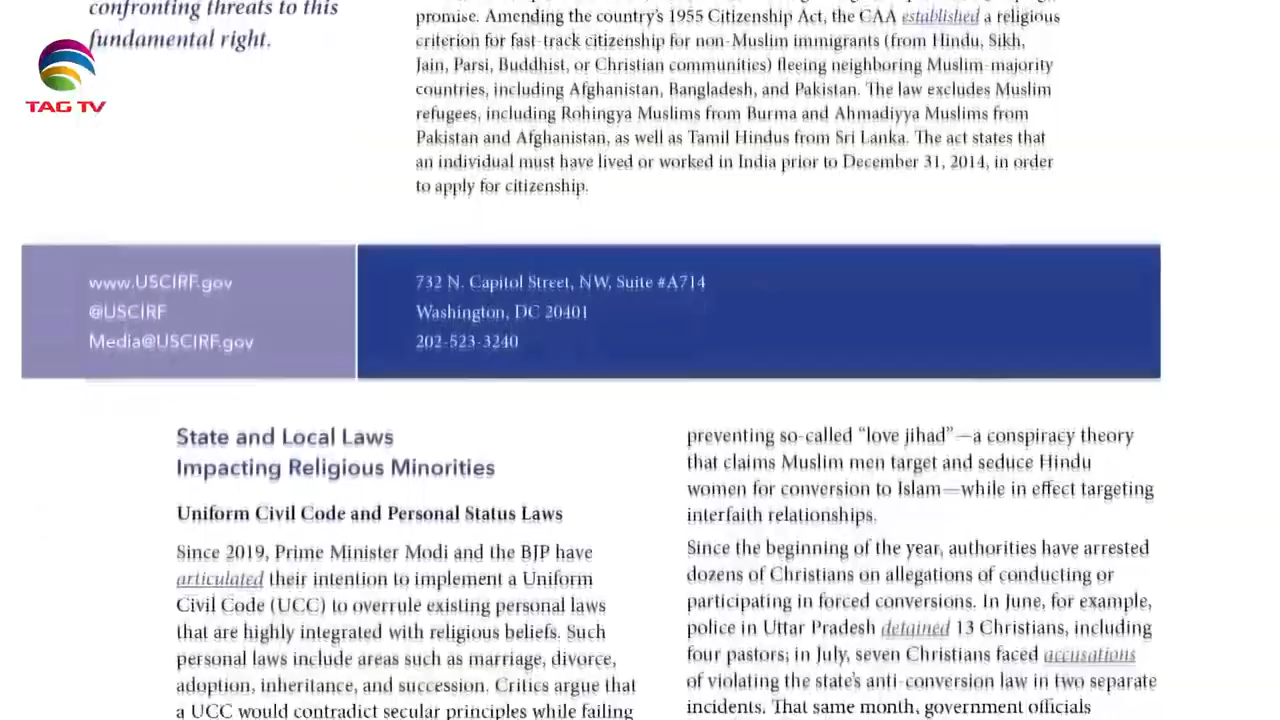 confronting threats to this
fundamental right.
TAG TV
promise. Amending the country's 1955 Citizenship Act, the CAA established a religious
criterion for fast-track citizenship for non-Muslim immigrants (from Hindu, Sikh,
Jain, Parsi, Buddhist, or Christian communities) fleeing neighboring Muslim-majority
countries, including Afghanistan, Bangladesh, and Pakistan. The law excludes Muslim
refugees, including Rohingya Muslims from Burma and Ahmadiyya Muslims from
Pakistan and Afghanistan, as well as Tamil Hindus from Sri Lanka. The act states that
an individual must have lived or worked in India prior to December 31, 2014, in order
to apply for citizenship.
www.USCIRF.gov
@USCIRF
Media@USCIRF.gov
732 N. Capitol Street, NW, Suite #A714
Washington, DC 20401
202-523-3240
State and Local Laws
Impacting Religious Minorities
Uniform Civil Code and Personal Status Laws
Since 2019, Prime Minister Modi and the BJP have
articulated their intention to implement a Uniform
Civil Code (UCC) to overrule existing personal laws
that are highly integrated with religious beliefs. Such
personal laws include areas such as marriage, divorce,
adoption, inheritance, and succession. Critics argue that
a UCC would contradict secular principles while failing
preventing so-called “love jihad”—a conspiracy theory
that claims Muslim men target and seduce Hindu
women for conversion to Islam—while in effect targeting
interfaith relationships.
Since the beginning of the year, authorities have arrested
dozens of Christians on allegations of conducting or
participating in forced conversions. In June, for example,
police in Uttar Pradesh detained 13 Christians, including
four pastors; in July, seven Christians faced accusations
of violating the state's anti-conversion law in two separate
incidents. That same month, government officials